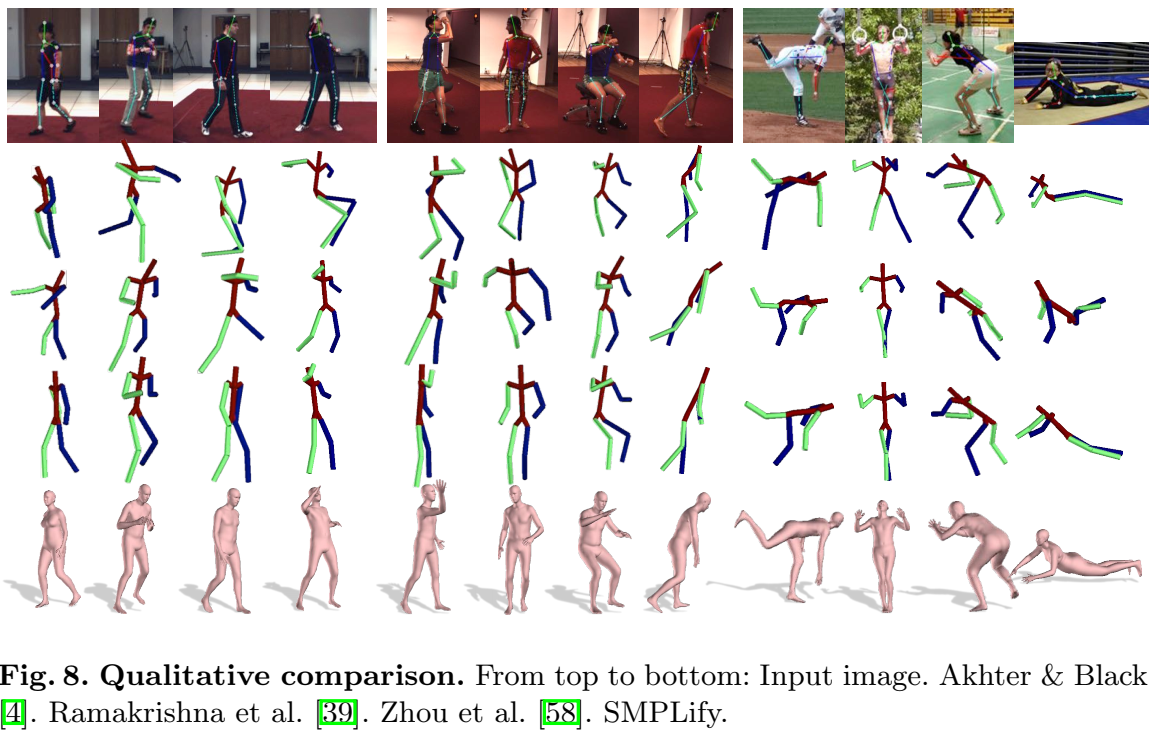 Fig. 8. Qualitative comparison. From top to bottom: Input image. Akhter & Black
[4]. Ramakrishna et al. [39]. Zhou et al. [58]. SMPLify.